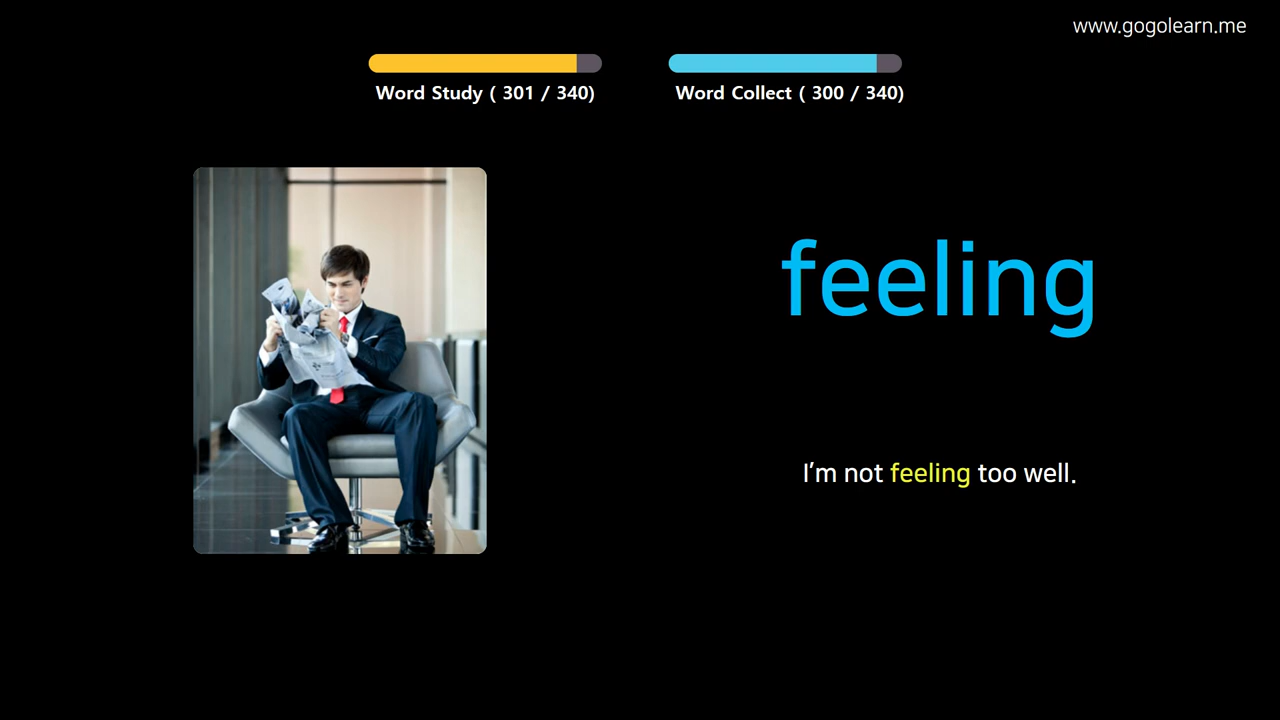 www.gogolearn.me
Word Study ( 301 / 340)
Word Collect ( 300 / 340)
feeling
I'm not feeling too well.